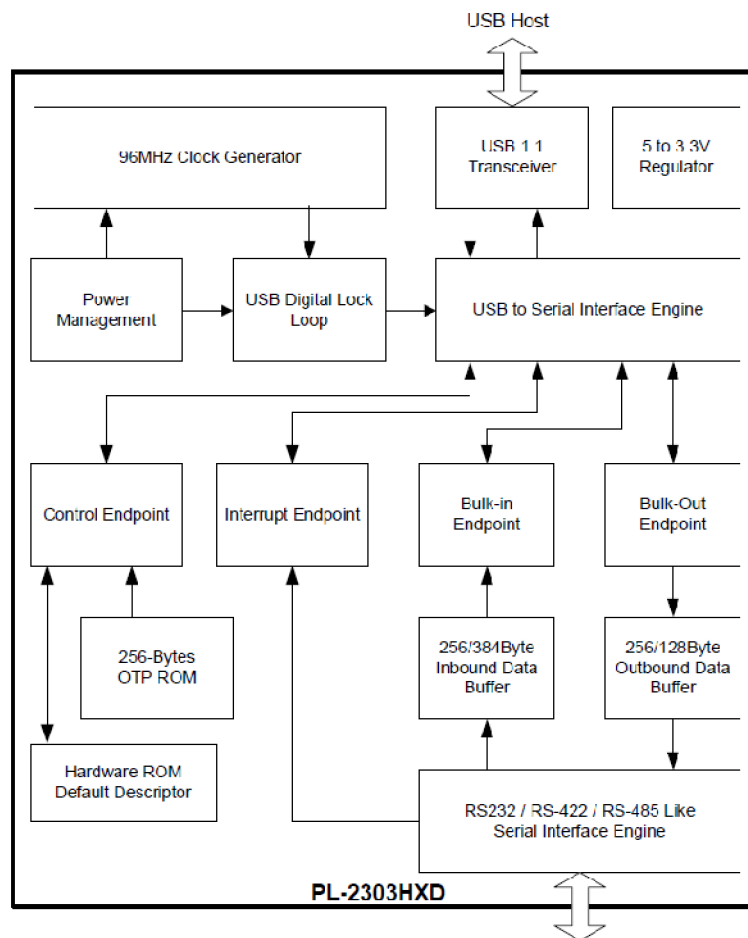 USB Host
96MHz Clock Generator
USB 1.1
Transceiver
5 to 3.3V
Regulator
Power
Management
USB Digital Lock
Loop
USB to Serial Interface Engine
Control Endpoint
Interrupt Endpoint
Bulk-in
Endpoint
Bulk-Out
Endpoint
256-Bytes
OTP ROM
256/384Byte
Inbound Data
Buffer
256/128Byte
Outbound Data
Buffer
Hardware ROM
Default Descriptor
RS232 / RS-422 / RS-485 Like
Serial Interface Engine
PL-2303HXD